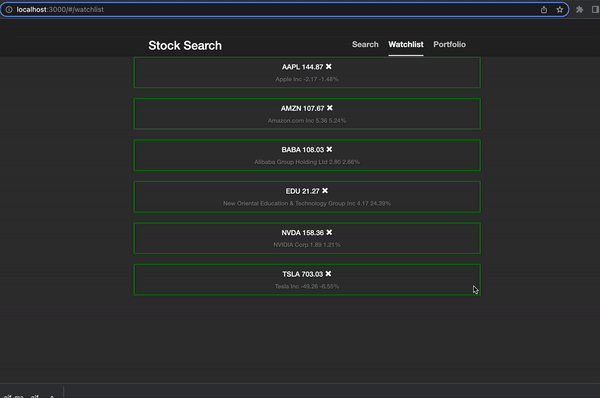 localhost:3000/#/watchlist
Stock Search
Search Watchlist Portfolio
AAPL 144.87 ✖
Apple Inc -2.17 -1.48%
AMZN 107.67 ✖
Amazon.com Inc 5.36 5.24%
BABA 108.03 ✖
Alibaba Group Holding Ltd 2.80 2.66%
EDU 21.27 ✖
New Oriental Education & Technology Group Inc 4.17 24.39%
NVDA 158.36 ✖
NVIDIA Corp 1.89 1.21%
TSLA 703.03 ✖
Tesla Inc -49.26 -6.55%